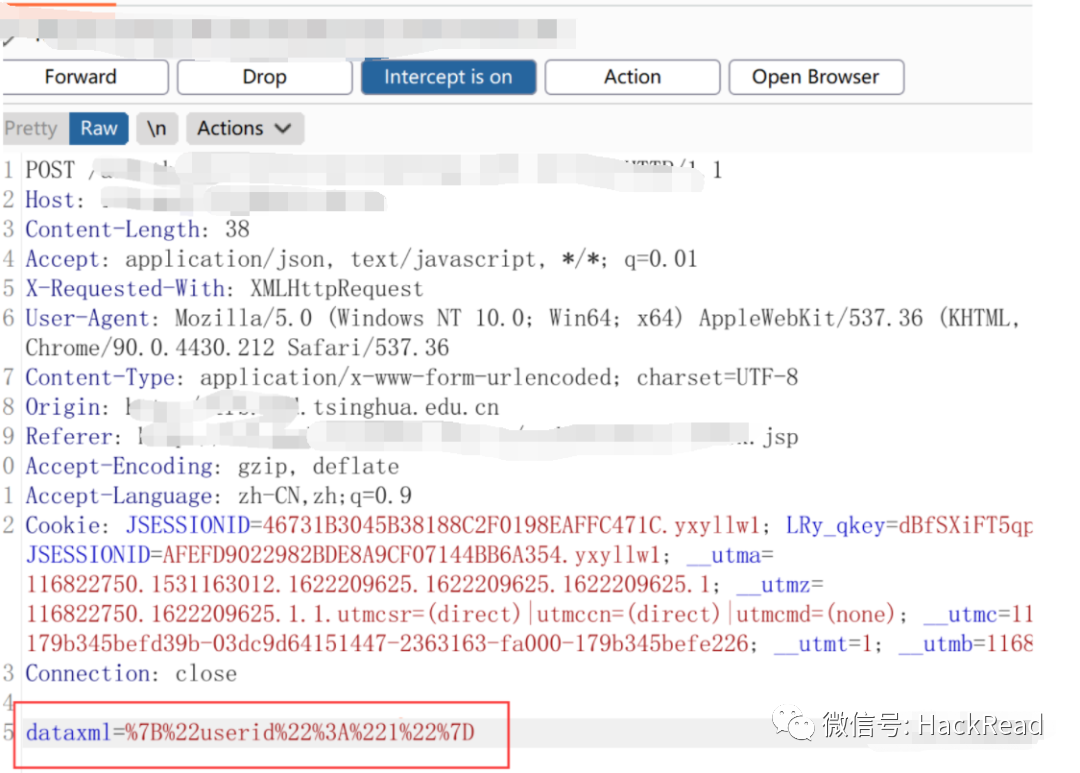 Forward Drop Intercept is on Action Open Browser
Pretty Raw \n Actions
1 POST 1
2 Host:
3 Content-Length: 38
4 Accept: application/json, text/javascript, */*; q=0.01
5 X-Requested-With: XMLHttpRequest
6 User-Agent: Mozilla/5.0 (Windows NT 10.0; Win64; x64) AppleWebKit/537.36 (KHTML,
Chrome/90.0.4430.212 Safari/537.36
7 Content-Type: application/x-www-form-urlencoded; charset=UTF-8
8 Origin: .tsinghua.edu.cn
9 Referer: .jsp
0 Accept-Encoding: gzip, deflate
1 Accept-Language: zh-CN,zh;q=0.9
2 Cookie: JSESSIONID=46731B3045B38188C2F0198EAFFC471C.yxyllw1; LRy_qkey=dBfSXiFT5qp
JSESSIONID=AFEFD9022982BDE8A9CF07144BB6A354.yxyllw1; __utma=
116822750.1531163012.1622209625.1622209625.1622209625.1; __utmz=
116822750.1622209625.1.1.utmcsr=(direct)|utmccn=(direct)|utmcmd=(none); __utmc=11
179b345befd39b-03dc9d64151447-2363163-fa000-179b345befe226; __utmt=1; __utmb=1168
3 Connection: close
4
5 dataxml=%7B%22userid%22%3A%221%22%7D
微信号: HackRead